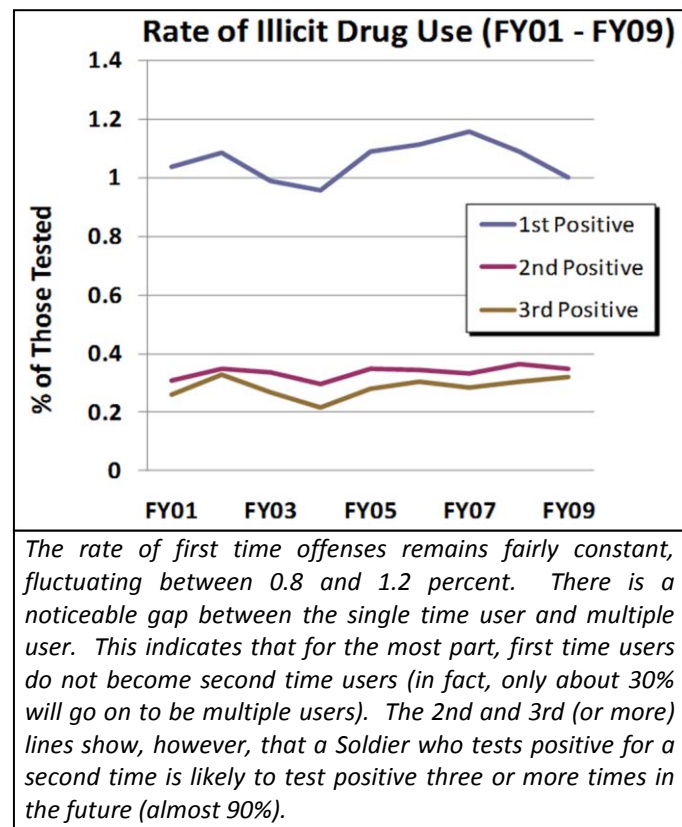 Rate of Illicit Drug Use (FY01 - FY09)
1.4
1.2
1
0.8
0.6
0.4
0.2
0
% of Those Tested
1st Positive
2nd Positive
3rd Positive
FY01 FY03 FY05 FY07 FY09
The rate of first time offenses remains fairly constant,
fluctuating between 0.8 and 1.2 percent. There is a
noticeable gap between the single time user and multiple
user. This indicates that for the most part, first time users
do not become second time users (in fact, only about 30%
will go on to be multiple users). The 2nd and 3rd (or more)
lines show, however, that a Soldier who tests positive for a
second time is likely to test positive three or more times in
the future (almost 90%).